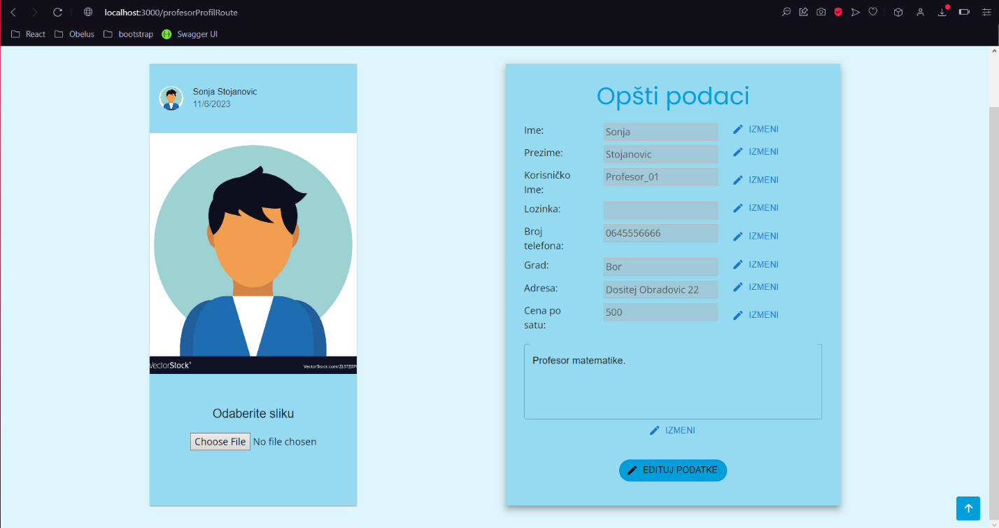 localhost:3000/profesorProfilRoute
React Obelus bootstrap Swagger UI
Sonja Stojanovic
11/6/2023
VectorStock®
VectorStock.com/21372076
Odaberite sliku
Choose File No file chosen
Opšti podaci
Ime: Sonja IZMENI
Prezime: Stojanovic IZMENI
Korisničko
Ime: Profesor_01 IZMENI
Lozinka: IZMENI
Broj
telefona: 0645556666 IZMENI
Grad: Bor IZMENI
Adresa: Dositej Obradovic 22 IZMENI
Cena po
satu: 500 IZMENI
Profesor matematike.
IZMENI
EDITUJ PODATKE